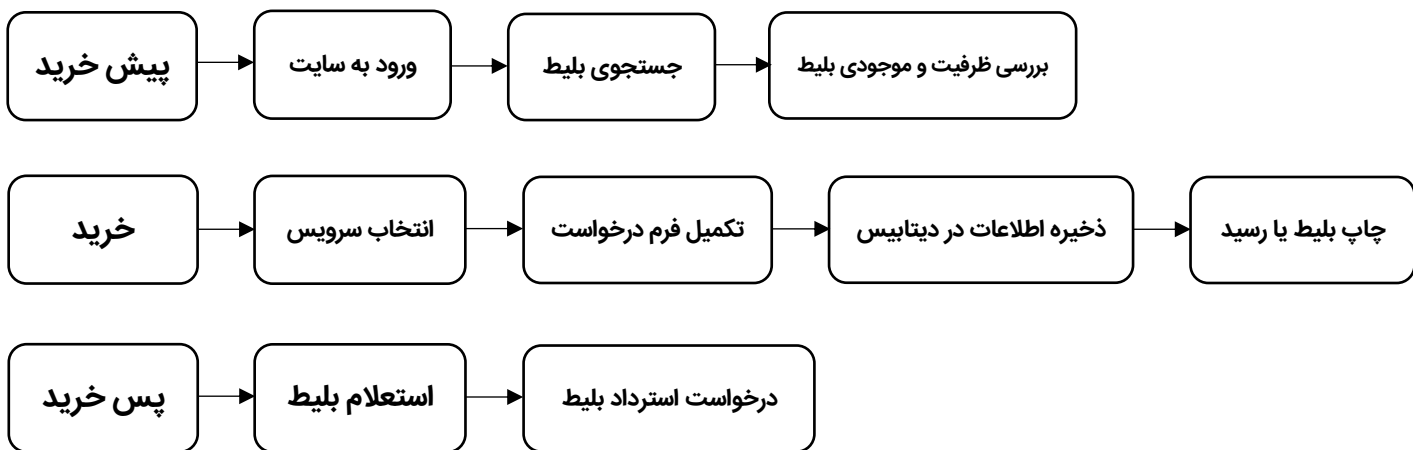 پیش خرید
ورود به سایت
جستجوی بلیط
بررسی ظرفیت و موجودی بلیط
خرید
انتخاب سرویس
تکمیل فرم درخواست
ذخیره اطلاعات در دیتابیس
چاپ بلیط یا رسید
پس خرید
استعلام بلیط
درخواست استرداد بلیط